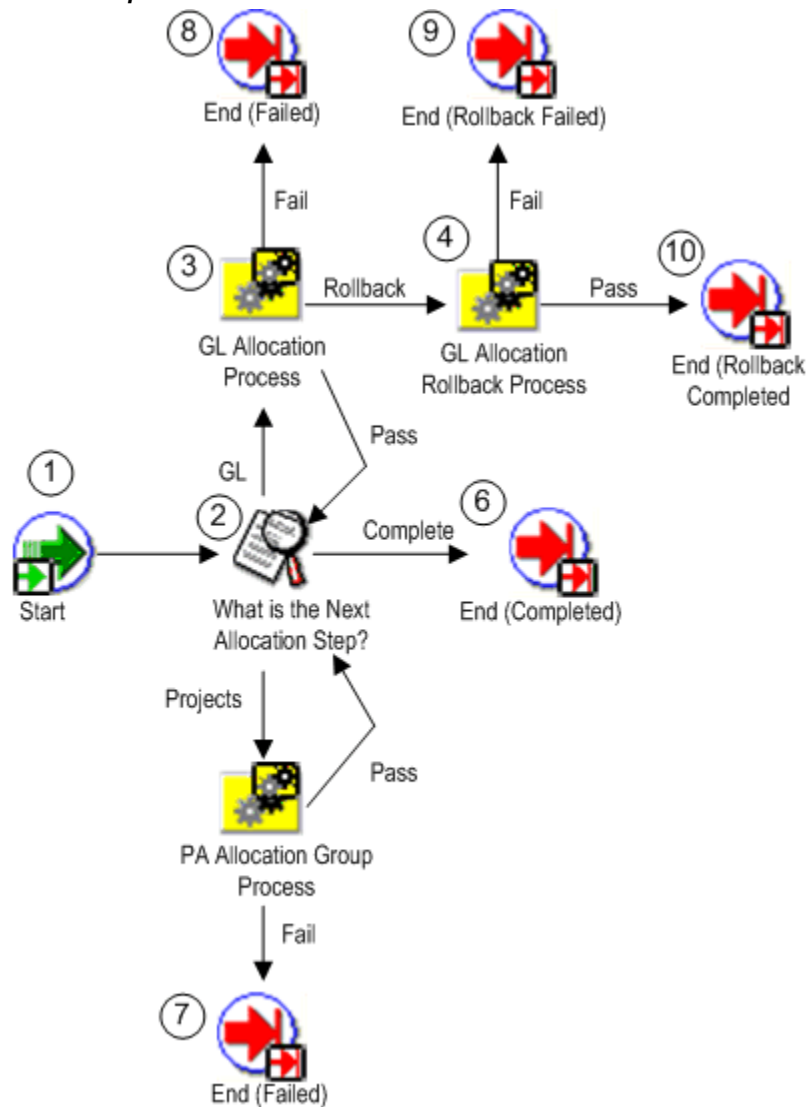 8
9
End (Failed)
End (Rollback Failed)
Fail
Fail
3
4
10
Rollback
Pass
GL Allocation
Process
GL Allocation
Rollback Process
End (Rollback
Completed
Pass
GL
1
2
6
Complete
Start
What is the Next
Allocation Step?
End (Completed)
Projects
Pass
PA Allocation Group
Process
Fail
7
End (Failed)